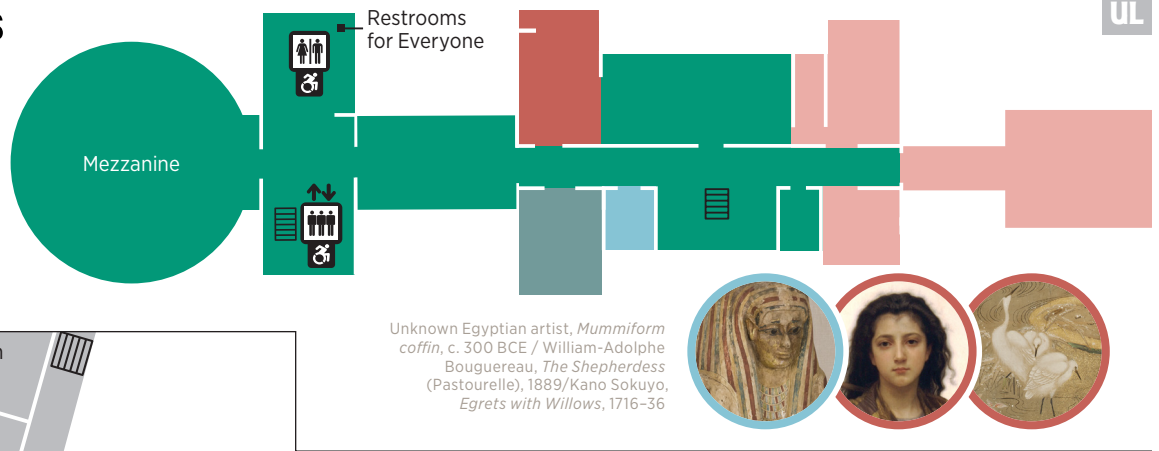 S
Restrooms
for Everyone
UL
Mezzanine
n
Unknown Egyptian artist, Mummiform
coffin, c. 300 BCE / William-Adolphe
Bouguereau, The Shepherdess
(Pastourelle), 1889/Kano Sokuyo,
Egrets with Willows, 1716–36